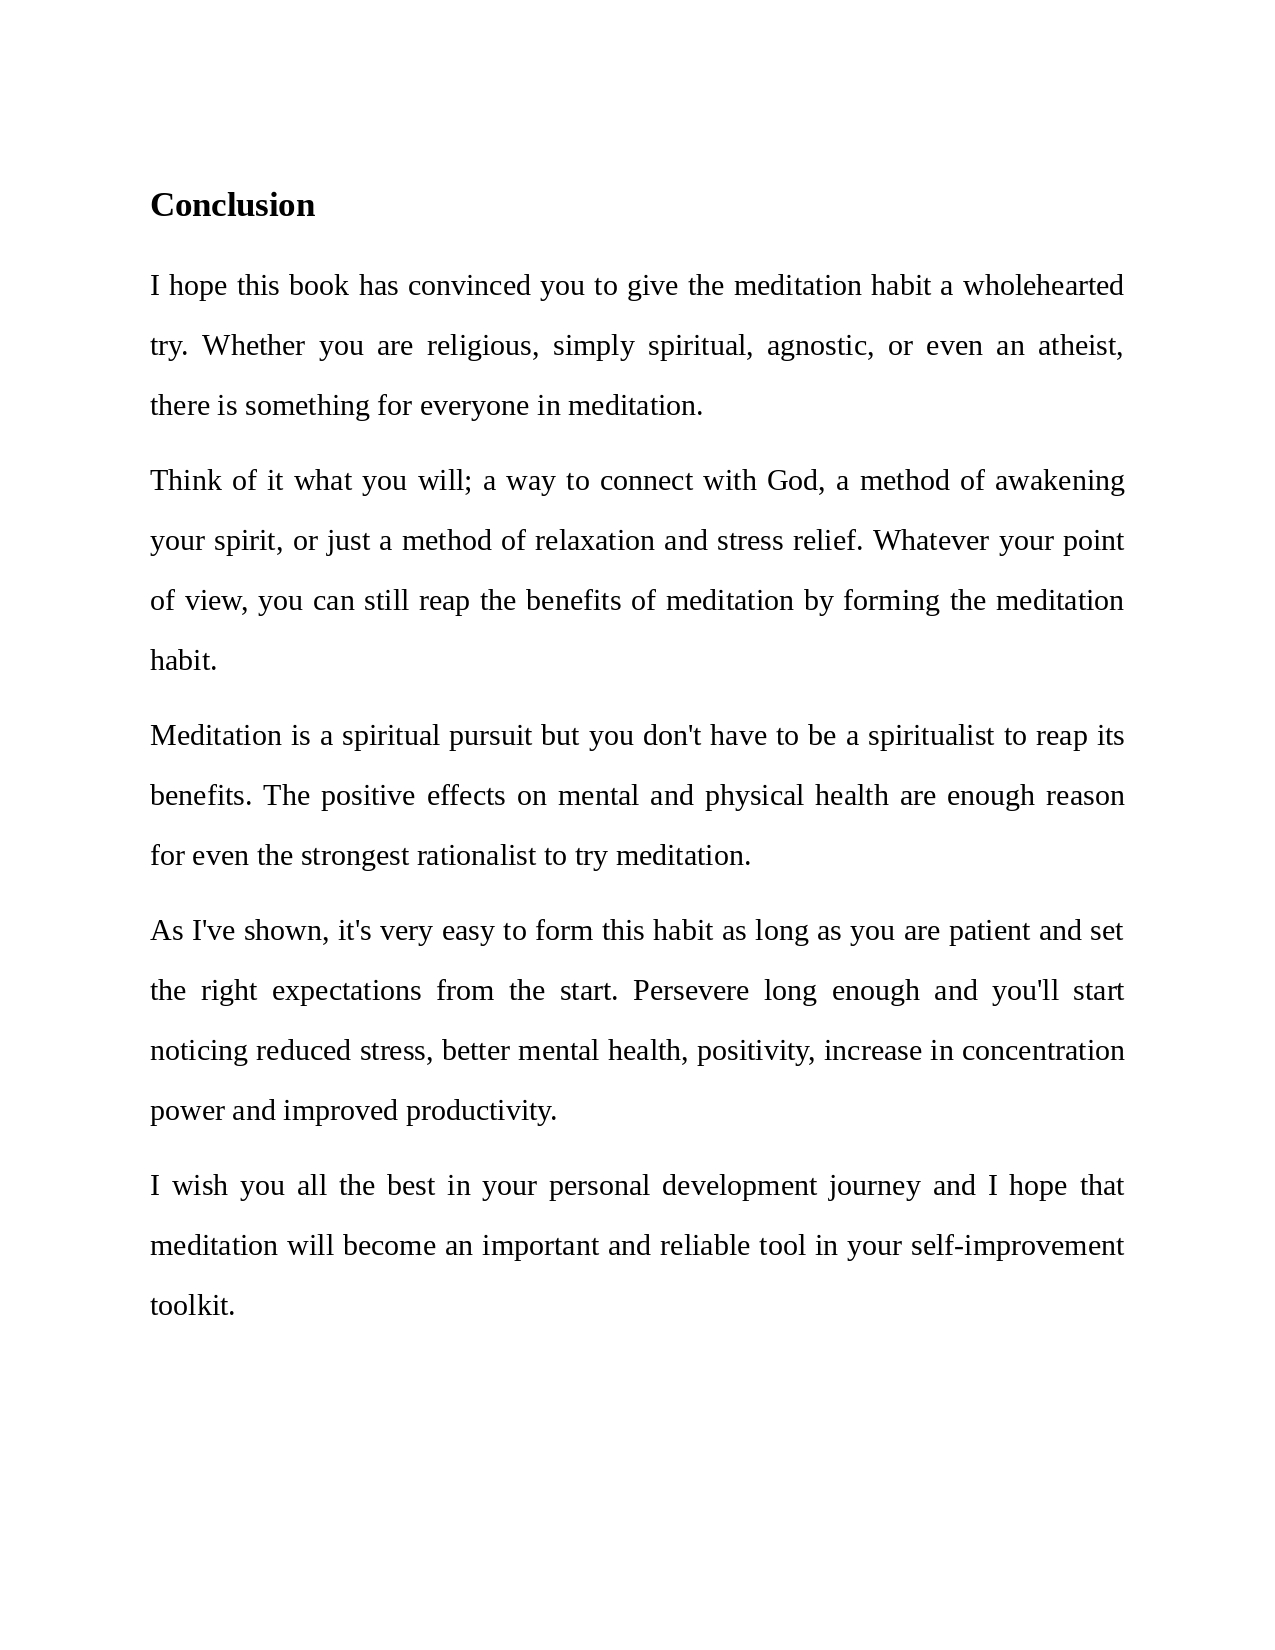 Conclusion
I hope this book has convinced you to give the meditation habit a wholehearted
try. Whether you are religious, simply spiritual, agnostic, or even an atheist,
there is something for everyone in meditation.
Think of it what you will; a way to connect with God, a method of awakening
your spirit, or just a method of relaxation and stress relief. Whatever your point
of view, you can still reap the benefits of meditation by forming the meditation
habit.
Meditation is a spiritual pursuit but you don't have to be a spiritualist to reap its
benefits. The positive effects on mental and physical health are enough reason
for even the strongest rationalist to try meditation.
As I've shown, it's very easy to form this habit as long as you are patient and set
the right expectations from the start. Persevere long enough and you'll start
noticing reduced stress, better mental health, positivity, increase in concentration
power and improved productivity.
I wish you all the best in your personal development journey and I hope that
meditation will become an important and reliable tool in your self-improvement
toolkit.